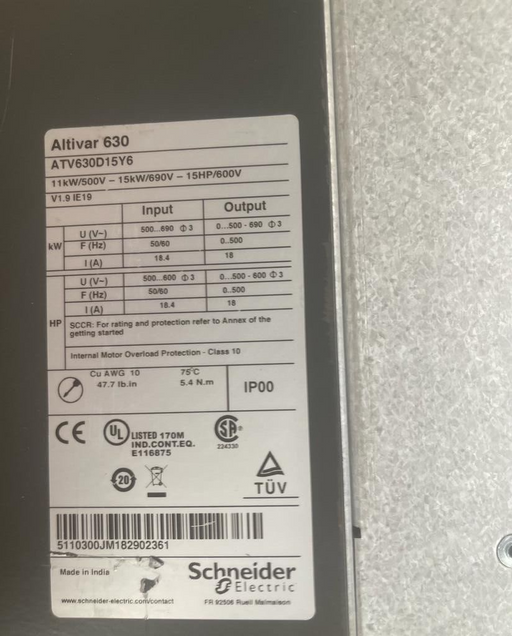 Altivar 630
ATV630D15Y6
11kW/500V - 15kW/690V - 15HP/600V
V1.9 IE19
Input Output
kW
U (V~) 500...690 Φ3 0...500 - 690 Φ3
F (Hz) 50/60 0..500
I (A) 18.4 18
HP
U (V~) 500...600 Φ3 0...500 - 600 Φ3
F (Hz) 50/60 0..500
I (A) 18.4 18
SCCR: For rating and protection refer to Annex of the
getting started
Internal Motor Overload Protection - Class 10
Cu AWG 10 75°C
47.7 lb.in 5.4 N.m
IP00
CE
UL LISTED 170M
IND.CONT.EQ.
E116875
SA ®
224330
20
TÜV
5110300JM182902361
Made in India
Schneider
Electric
www.schneider-electric.com/contact
FR 92506 Rueil Malmaison